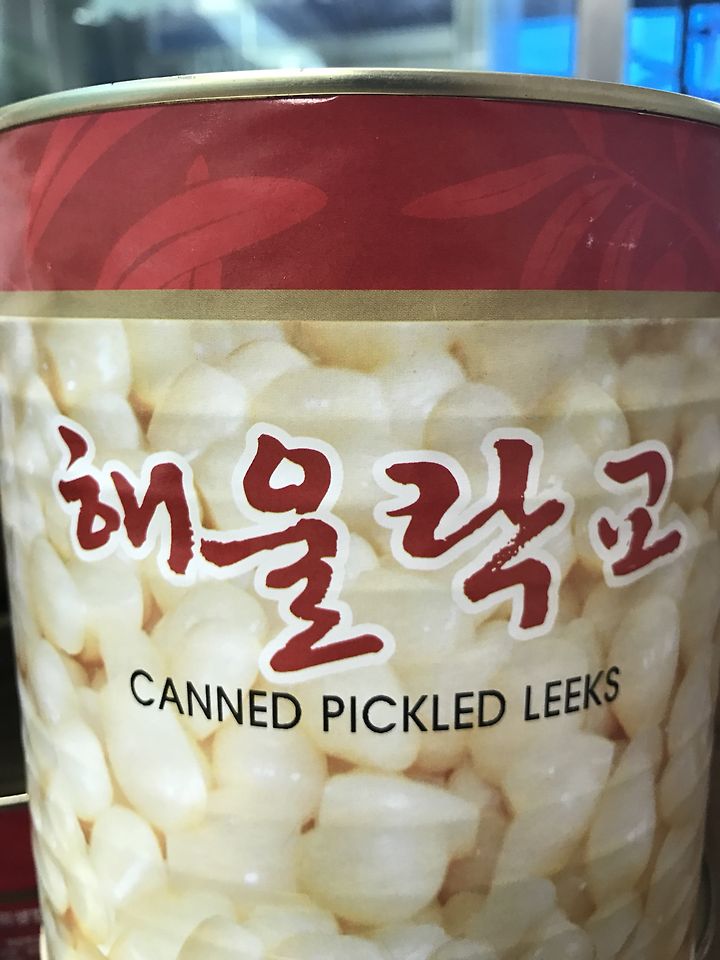 해울락교
CANNED PICKLED LEEKS